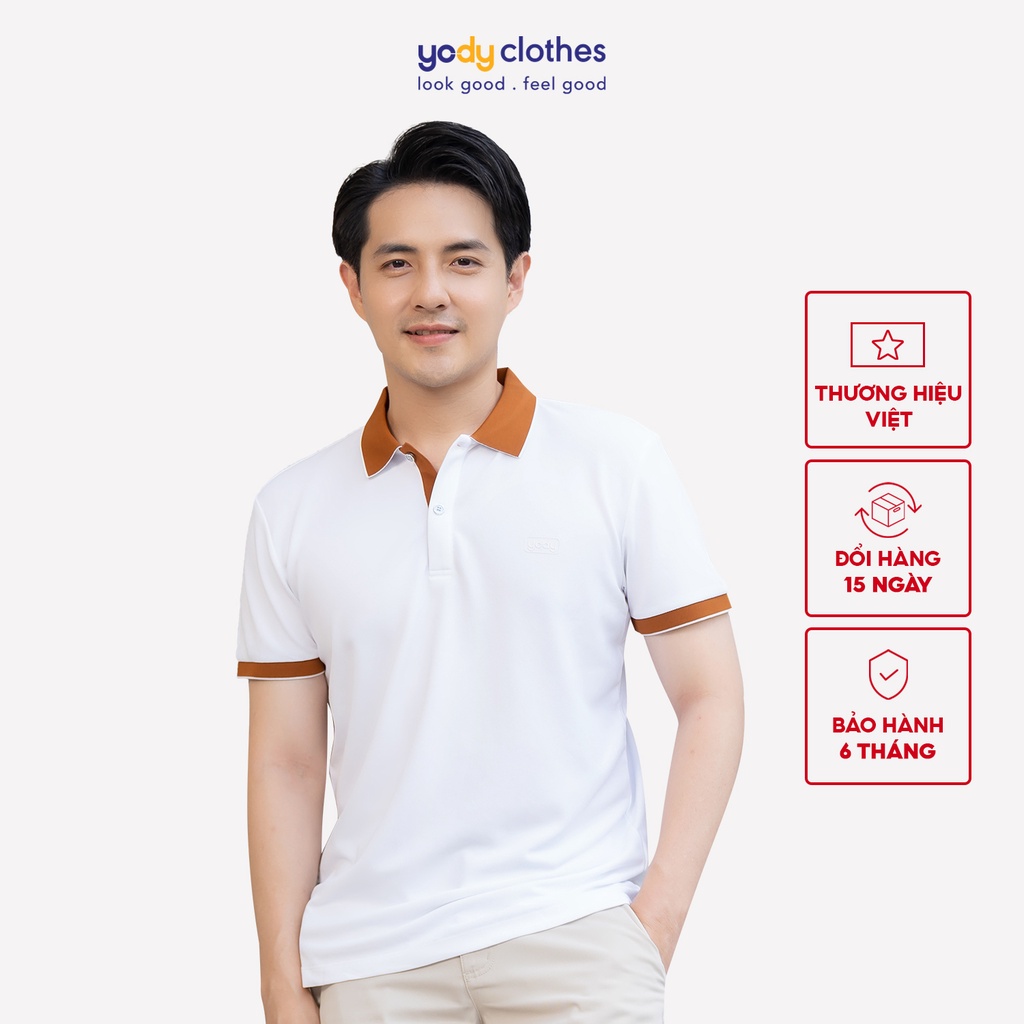 yody clothes
look good . feel good
THƯƠNG HIỆU
VIỆT
ĐỔI HÀNG
15 NGÀY
BẢO HÀNH
6 THÁNG